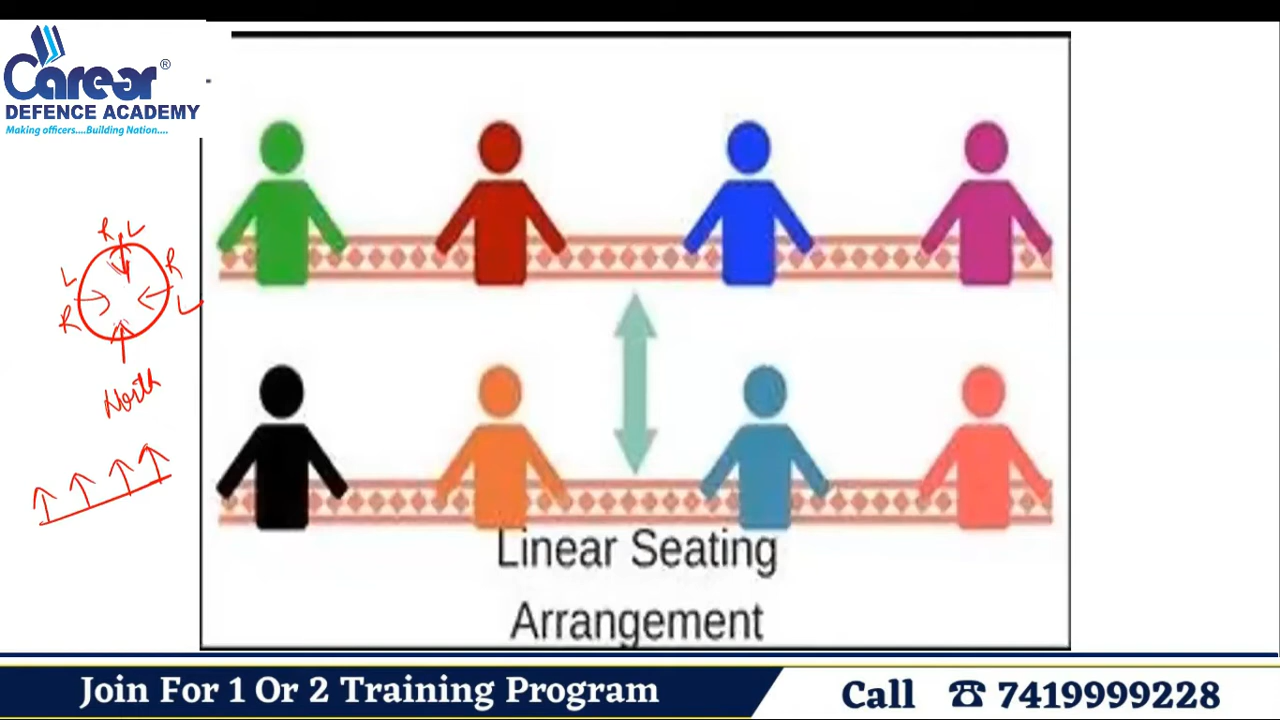 Carear®
DEFENCE ACADEMY
Making officers....Building Nation....
R L
L R
R L
North
Linear Seating
Arrangement
Join For 1 Or 2 Training Program
Call ☎ 7419999228